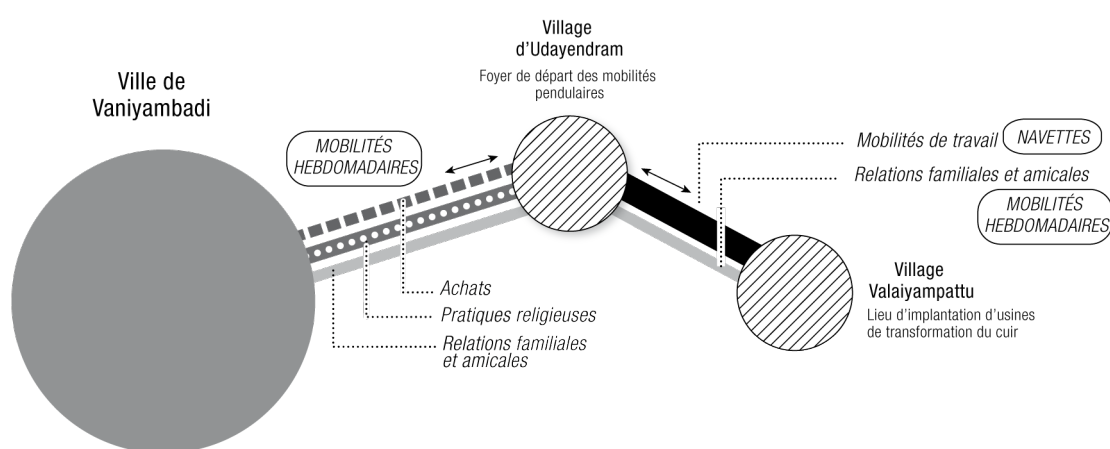 Village
d'Udayendram
Foyer de départ des mobilités
pendulaires
Ville de
Vaniyambadi
MOBILITÉS
HEBDOMADAIRES
Mobilités de travail
NAVETTES
Relations familiales et amicales
MOBILITÉS
HEBDOMADAIRES
Village
Valaiyampattu
Lieu d'implantation d'usines
de transformation du cuir
Achats
Pratiques religieuses
Relations familiales
et amicales